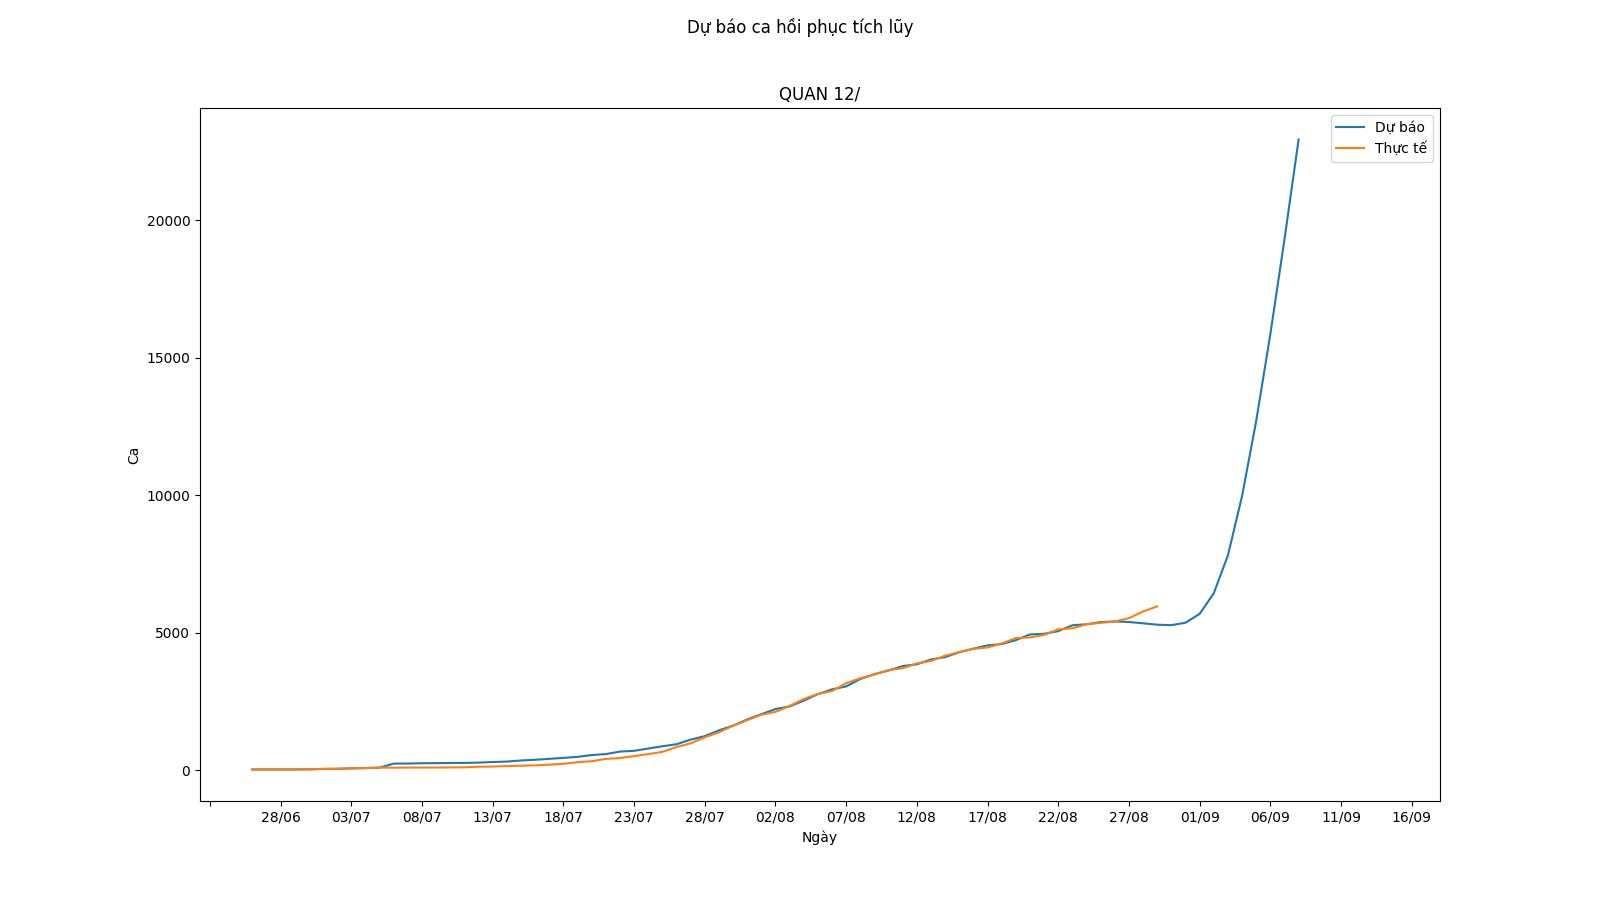 Dự báo ca hồi phục tích lũy
QUAN 12/
Dự báo
Thực tế
20000
15000
10000
5000
0
Ca
28/06 03/07 08/07 13/07 18/07 23/07 28/07 02/08 07/08 12/08 17/08 22/08 27/08 01/09 06/09 11/09 16/09
Ngày